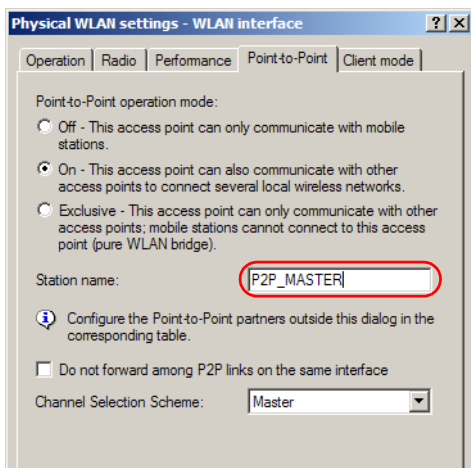 Physical WLAN settings - WLAN interface
Operation Radio Performance Point-to-Point Client mode
Point-to-Point operation mode:
Off - This access point can only communicate with mobile
stations.
On - This access point can also communicate with other
access points to connect several local wireless networks.
Exclusive - This access point can only communicate with other
access points; mobile stations cannot connect to this access
point (pure WLAN bridge).
Station name: P2P_MASTER
Configure the Point-to-Point partners outside this dialog in the
corresponding table.
Do not forward among P2P links on the same interface
Channel Selection Scheme: Master